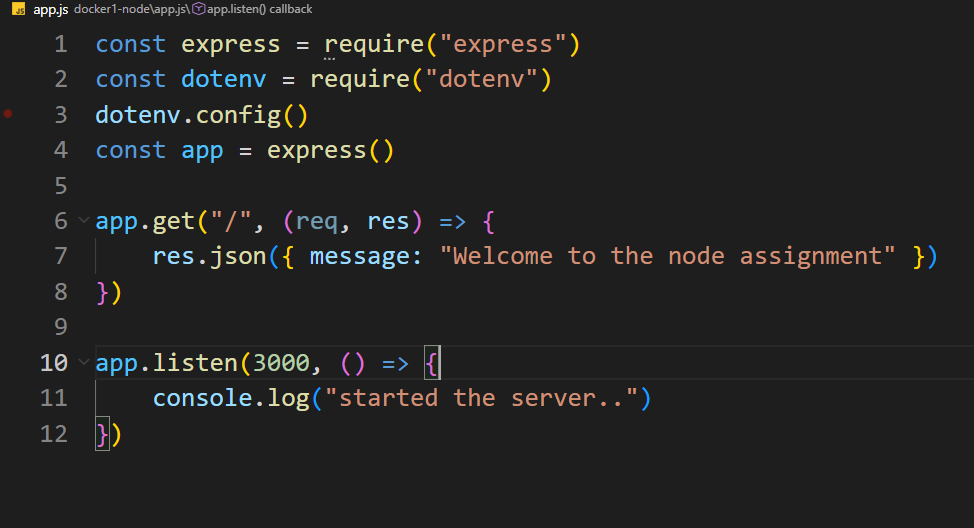 JS app.js docker1-node\app.js\app.listen() callback
1 const express = require("express")
2 const dotenv = require("dotenv")
3 dotenv.config()
4 const app = express()
5
6 app.get("/", (req, res) => {
7     res.json({ message: "Welcome to the node assignment" })
8 })
9
10 app.listen(3000, () => {
11     console.log("started the server..")
12 })